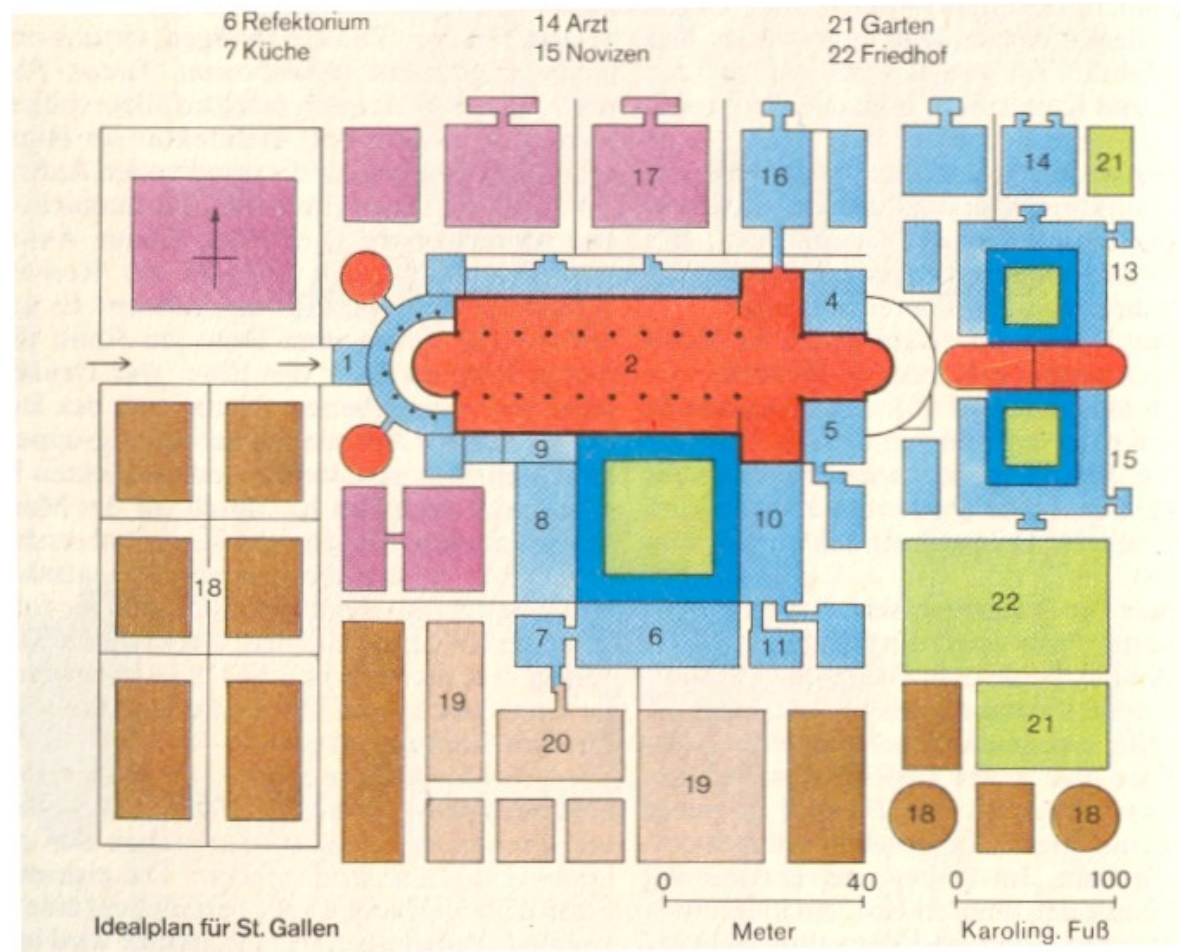 6 Refektorium
7 Küche
14 Arzt
15 Novizen
21 Garten
22 Friedhof
17
16
14
21
13
4
1
2
5
15
9
8
10
18
22
7
6
11
19
20
21
19
18
18
0 40
0 100
Idealplan für St. Gallen
Meter
Karoling. Fuß